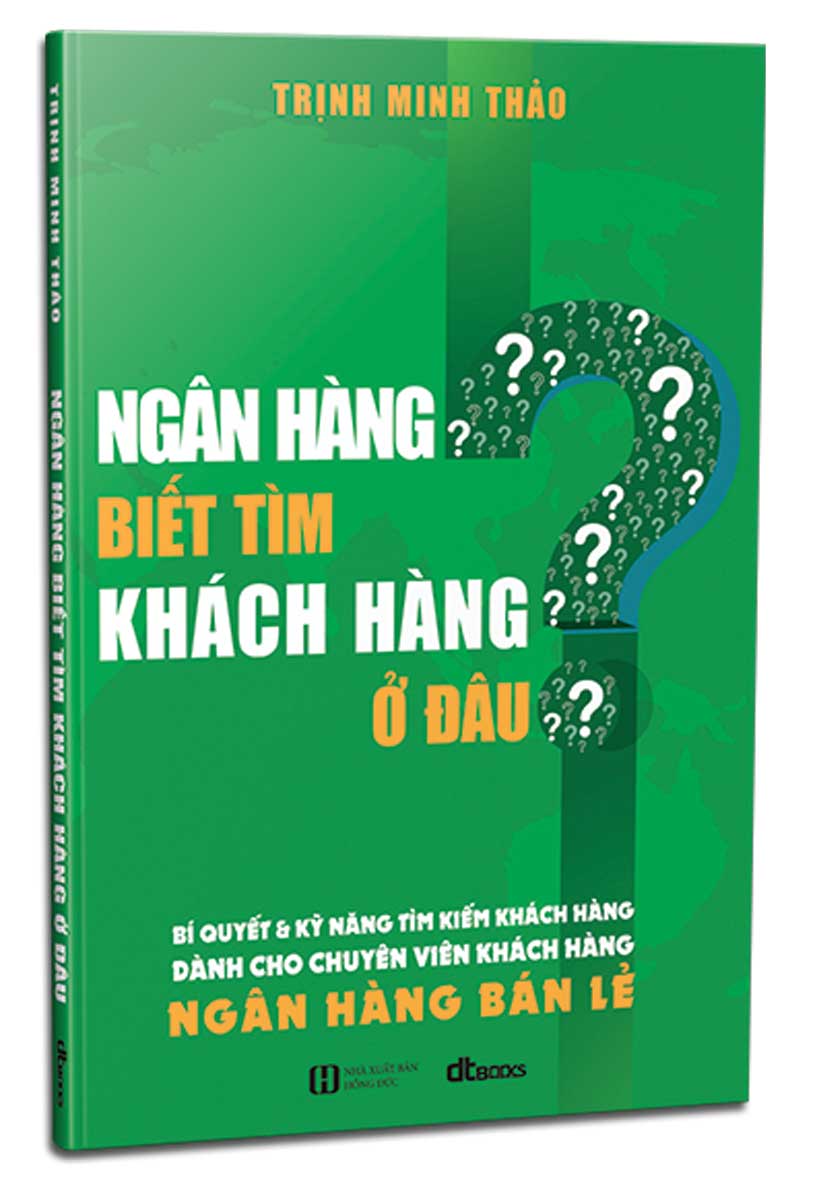 TRỊNH MINH THẢO
NGÂN HÀNG
BIẾT TÌM
KHÁCH HÀNG
Ở ĐÂU
BÍ QUYẾT & KỸ NĂNG TÌM KIẾM KHÁCH HÀNG
DÀNH CHO CHUYÊN VIÊN KHÁCH HÀNG
NGÂN HÀNG BÁN LẺ
NHÀ XUẤT BẢN
HỒNG ĐỨC
dtBOOKS
TRỊNH MINH THẢO NGÂN HÀNG BIẾT TÌM KHÁCH HÀNG Ở ĐÂU dtBOOKS